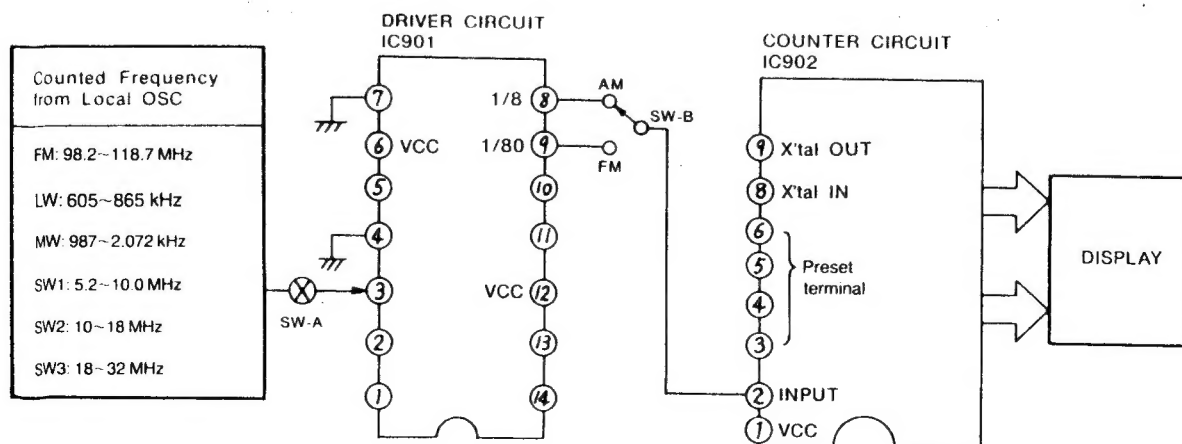 Counted Frequency
from Local OSC
FM: 98.2~118.7 MHz
LW: 605~865 kHz
MW: 987~2.072 kHz
SW1: 5.2~10.0 MHz
SW2: 10~18 MHz
SW3: 18~32 MHz
SW-A
DRIVER CIRCUIT
IC901
7
6 VCC
5
4
3
2
1
1/8 8
1/80 9
10
11
VCC 12
13
14
AM
SW-B
FM
COUNTER CIRCUIT
IC902
9 X'tal OUT
8 X'tal IN
6
5
4
3
Preset
terminal
2 INPUT
1 VCC
DISPLAY